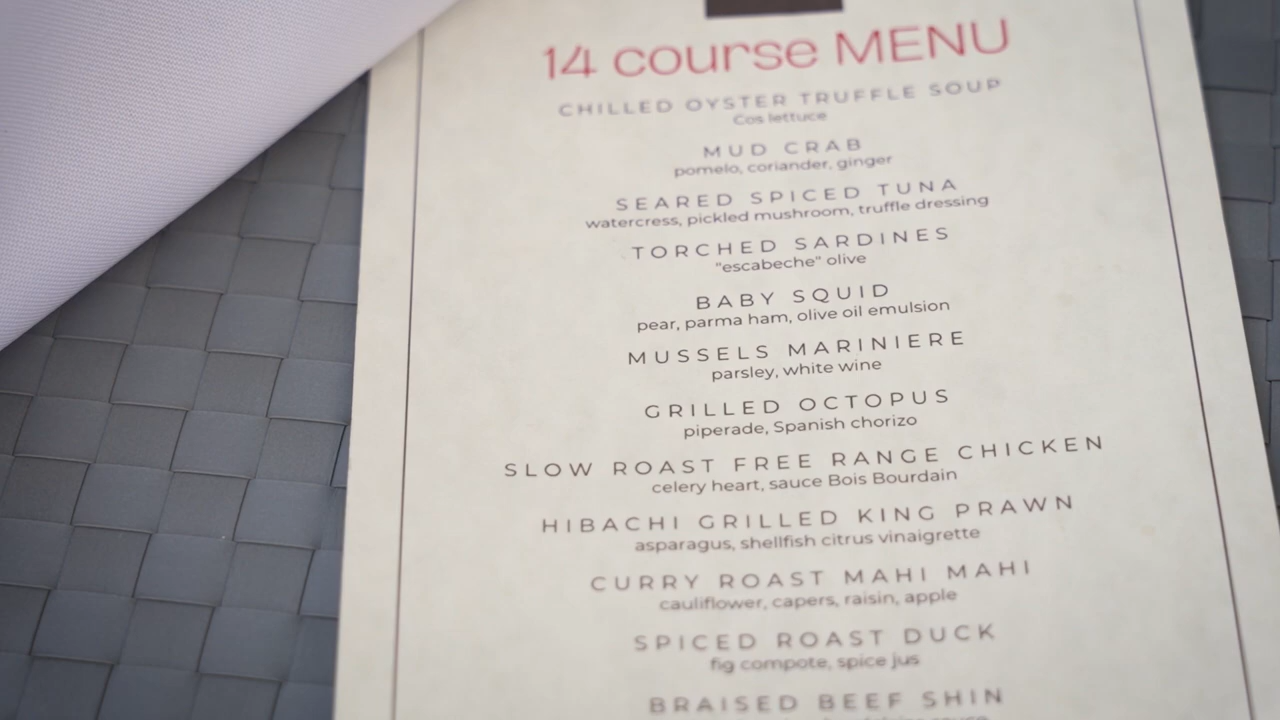 14 course MENU
CHILLED OYSTER TRUFFLE SOUP
Cos lettuce
MUD CRAB
pomelo, coriander, ginger
SEARED SPICED TUNA
watercress, pickled mushroom, truffle dressing
TORCHED SARDINES
"escabeche" olive
BABY SQUID
pear, parma ham, olive oil emulsion
MUSSELS MARINIERE
parsley, white wine
GRILLED OCTOPUS
piperade, Spanish chorizo
SLOW ROAST FREE RANGE CHICKEN
celery heart, sauce Bois Bourdain
HIBACHI GRILLED KING PRAWN
asparagus, shellfish citrus vinaigrette
CURRY ROAST MAHI MAHI
cauliflower, capers, raisin, apple
SPICED ROAST DUCK
fig compote, spice jus
BRAISED BEEF SHIN